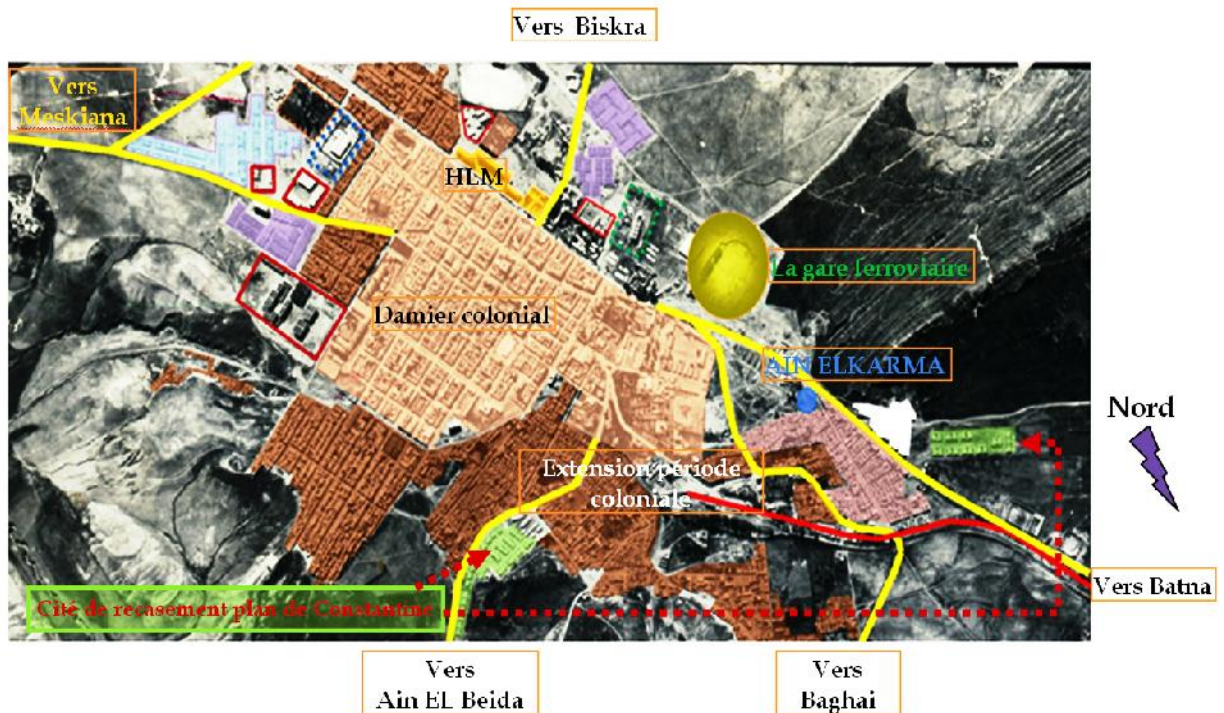 Vers Biskra
Vers
Meskiana
HLM
La gare ferroviaire
Damier colonial
AIN ELKARMA
Nord
Extension période
coloniale
Cité de recasement plan de Constantine
Vers Batna
Vers
Ain EL Beida
Vers
Baghai